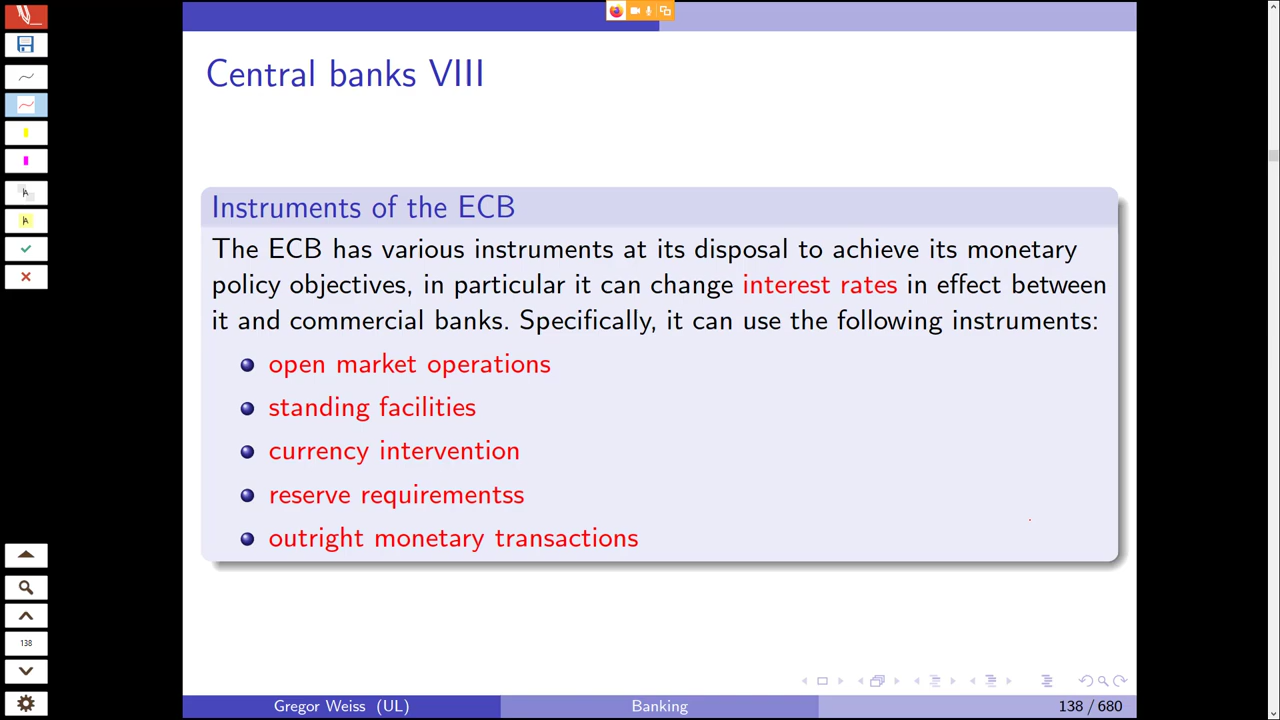 Central banks VIII
Instruments of the ECB
The ECB has various instruments at its disposal to achieve its monetary
policy objectives, in particular it can change interest rates in effect between
it and commercial banks. Specifically, it can use the following instruments:
open market operations
standing facilities
currency intervention
reserve requirementss
outright monetary transactions
138
Gregor Weiss (UL)
Banking
138 / 680